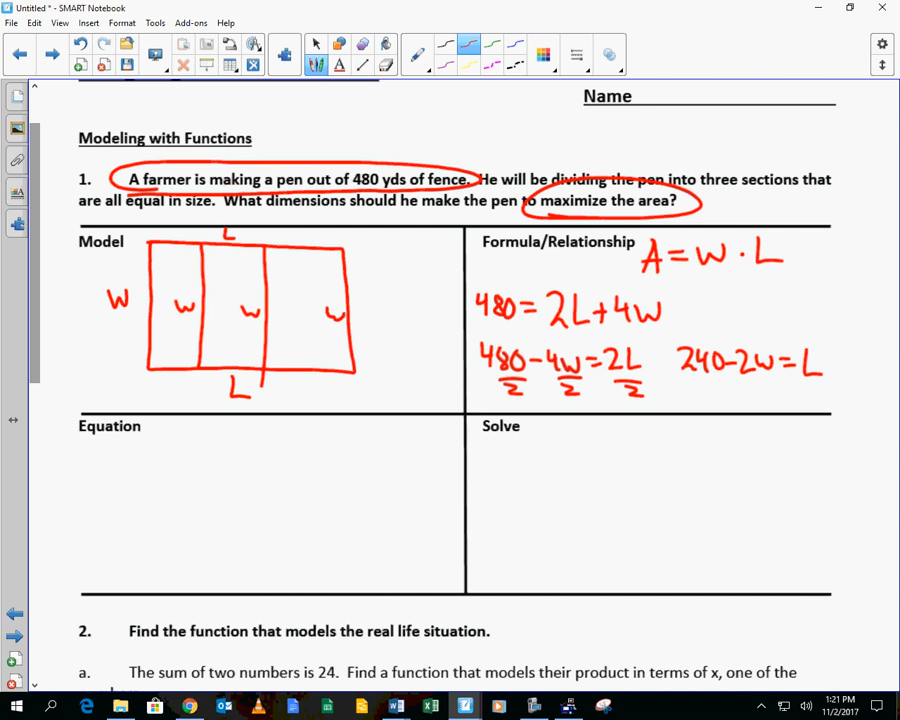 Untitled * - SMART Notebook
File Edit View Insert Format Tools Add-ons Help
Name
Modeling with Functions
1. A farmer is making a pen out of 480 yds of fence. He will be dividing the pen into three sections that
are all equal in size. What dimensions should he make the pen to maximize the area?
Model
L
W W W W
L
Formula/Relationship A = W · L
480 = 2L + 4W
480 - 4W = 2L 240 - 2W = L
2 2 2
Equation
Solve
2. Find the function that models the real life situation.
a. The sum of two numbers is 24. Find a function that models their product in terms of x, one of the
1:21 PM
11/2/2017